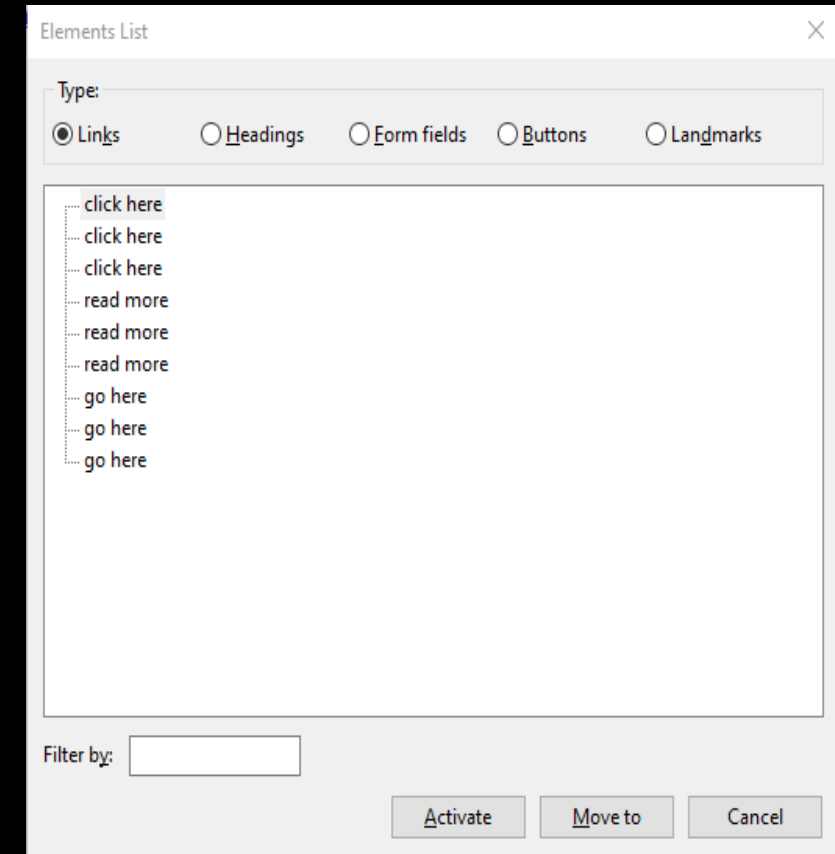 Elements List
Type:
Links Headings Form fields Buttons Landmarks
click here
click here
click here
read more
read more
read more
go here
go here
go here
Filter by:
Activate Move to Cancel